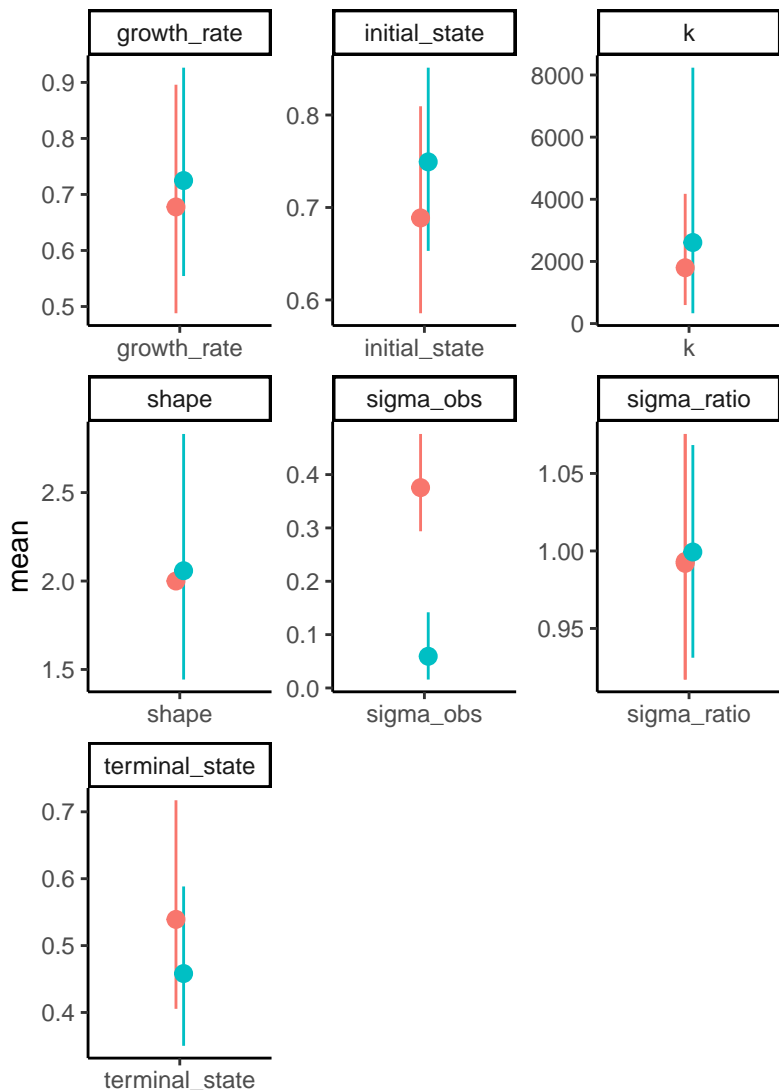 growth_rate
initial_state
k
0.9
0.8
0.7
0.6
0.5
growth_rate
0.8
0.7
0.6
initial_state
8000
6000
4000
2000
0
k
mean
shape
sigma_obs
sigma_ratio
2.5
2.0
1.5
shape
0.4
0.3
0.2
0.1
0.0
sigma_obs
1.05
1.00
0.95
sigma_ratio
terminal_state
0.7
0.6
0.5
0.4
terminal_state